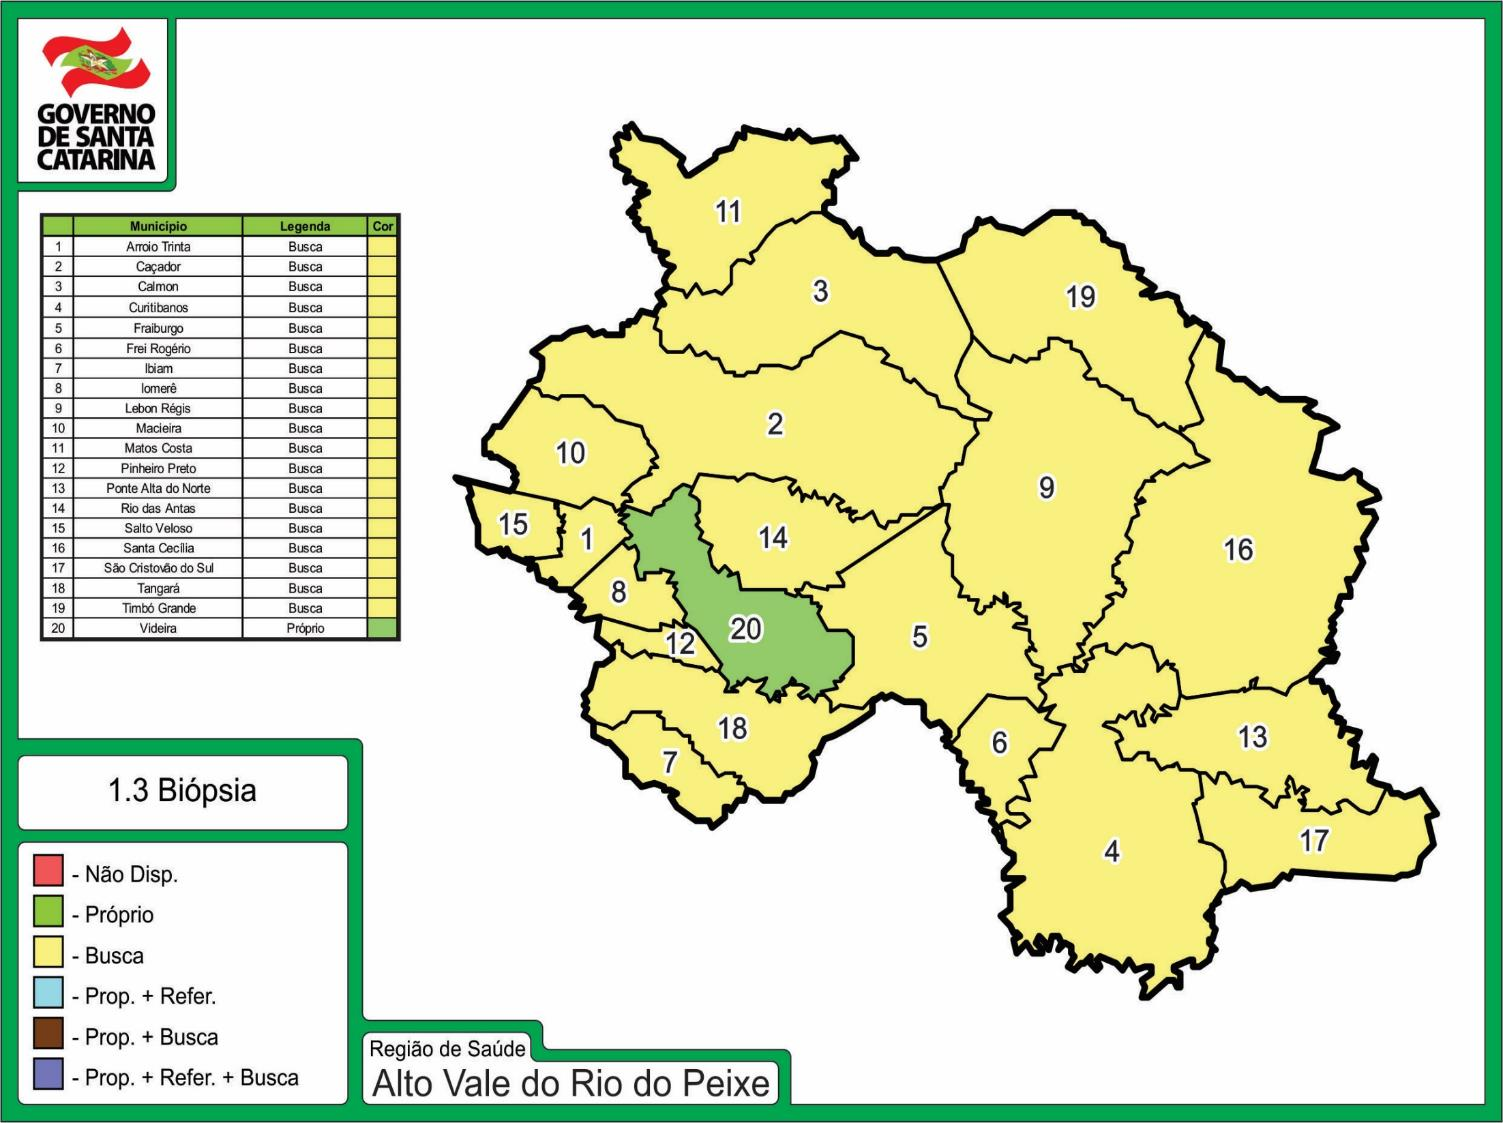 GOVERNO
DE SANTA
CATARINA
Município Legenda Cor
1 Arroio Trinta Busca
2 Caçador Busca
3 Calmon Busca
4 Curitibanos Busca
5 Fraiburgo Busca
6 Frei Rogério Busca
7 Ibiam Busca
8 Iomerê Busca
9 Lebon Régis Busca
10 Macieira Busca
11 Matos Costa Busca
12 Pinheiro Preto Busca
13 Ponte Alta do Norte Busca
14 Rio das Antas Busca
15 Salto Veloso Busca
16 Santa Cecília Busca
17 São Cristovão do Sul Busca
18 Tangará Busca
19 Timbó Grande Busca
20 Videira Próprio
11
3
19
2
10
9
15
1
14
16
8
20
5
12
18
6
13
7
4
17
1.3 Biópsia
- Não Disp.
- Próprio
- Busca
- Prop. + Refer.
- Prop. + Busca
- Prop. + Refer. + Busca
Região de Saúde
Alto Vale do Rio do Peixe